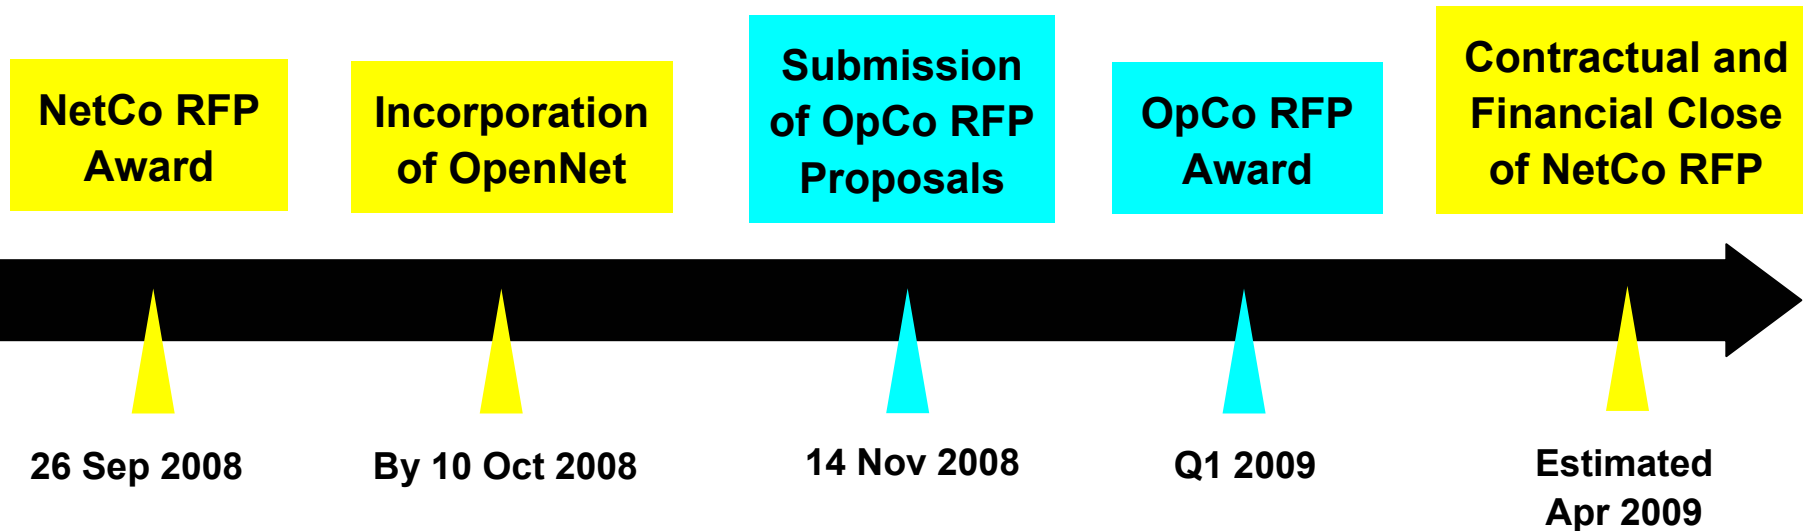 NetCo RFP
Award
Incorporation
of OpenNet
Submission
of OpCo RFP
Proposals
OpCo RFP
Award
Contractual and
Financial Close
of NetCo RFP
26 Sep 2008
By 10 Oct 2008
14 Nov 2008
Q1 2009
Estimated
Apr 2009